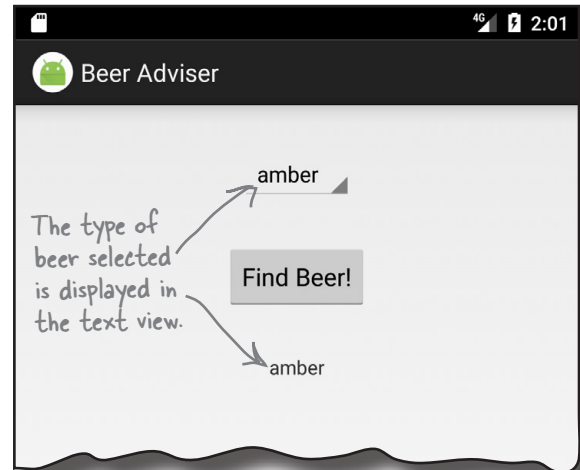 4G 2:01
Beer Adviser
amber
The type of
beer selected
is displayed in
the text view.
Find Beer!
amber